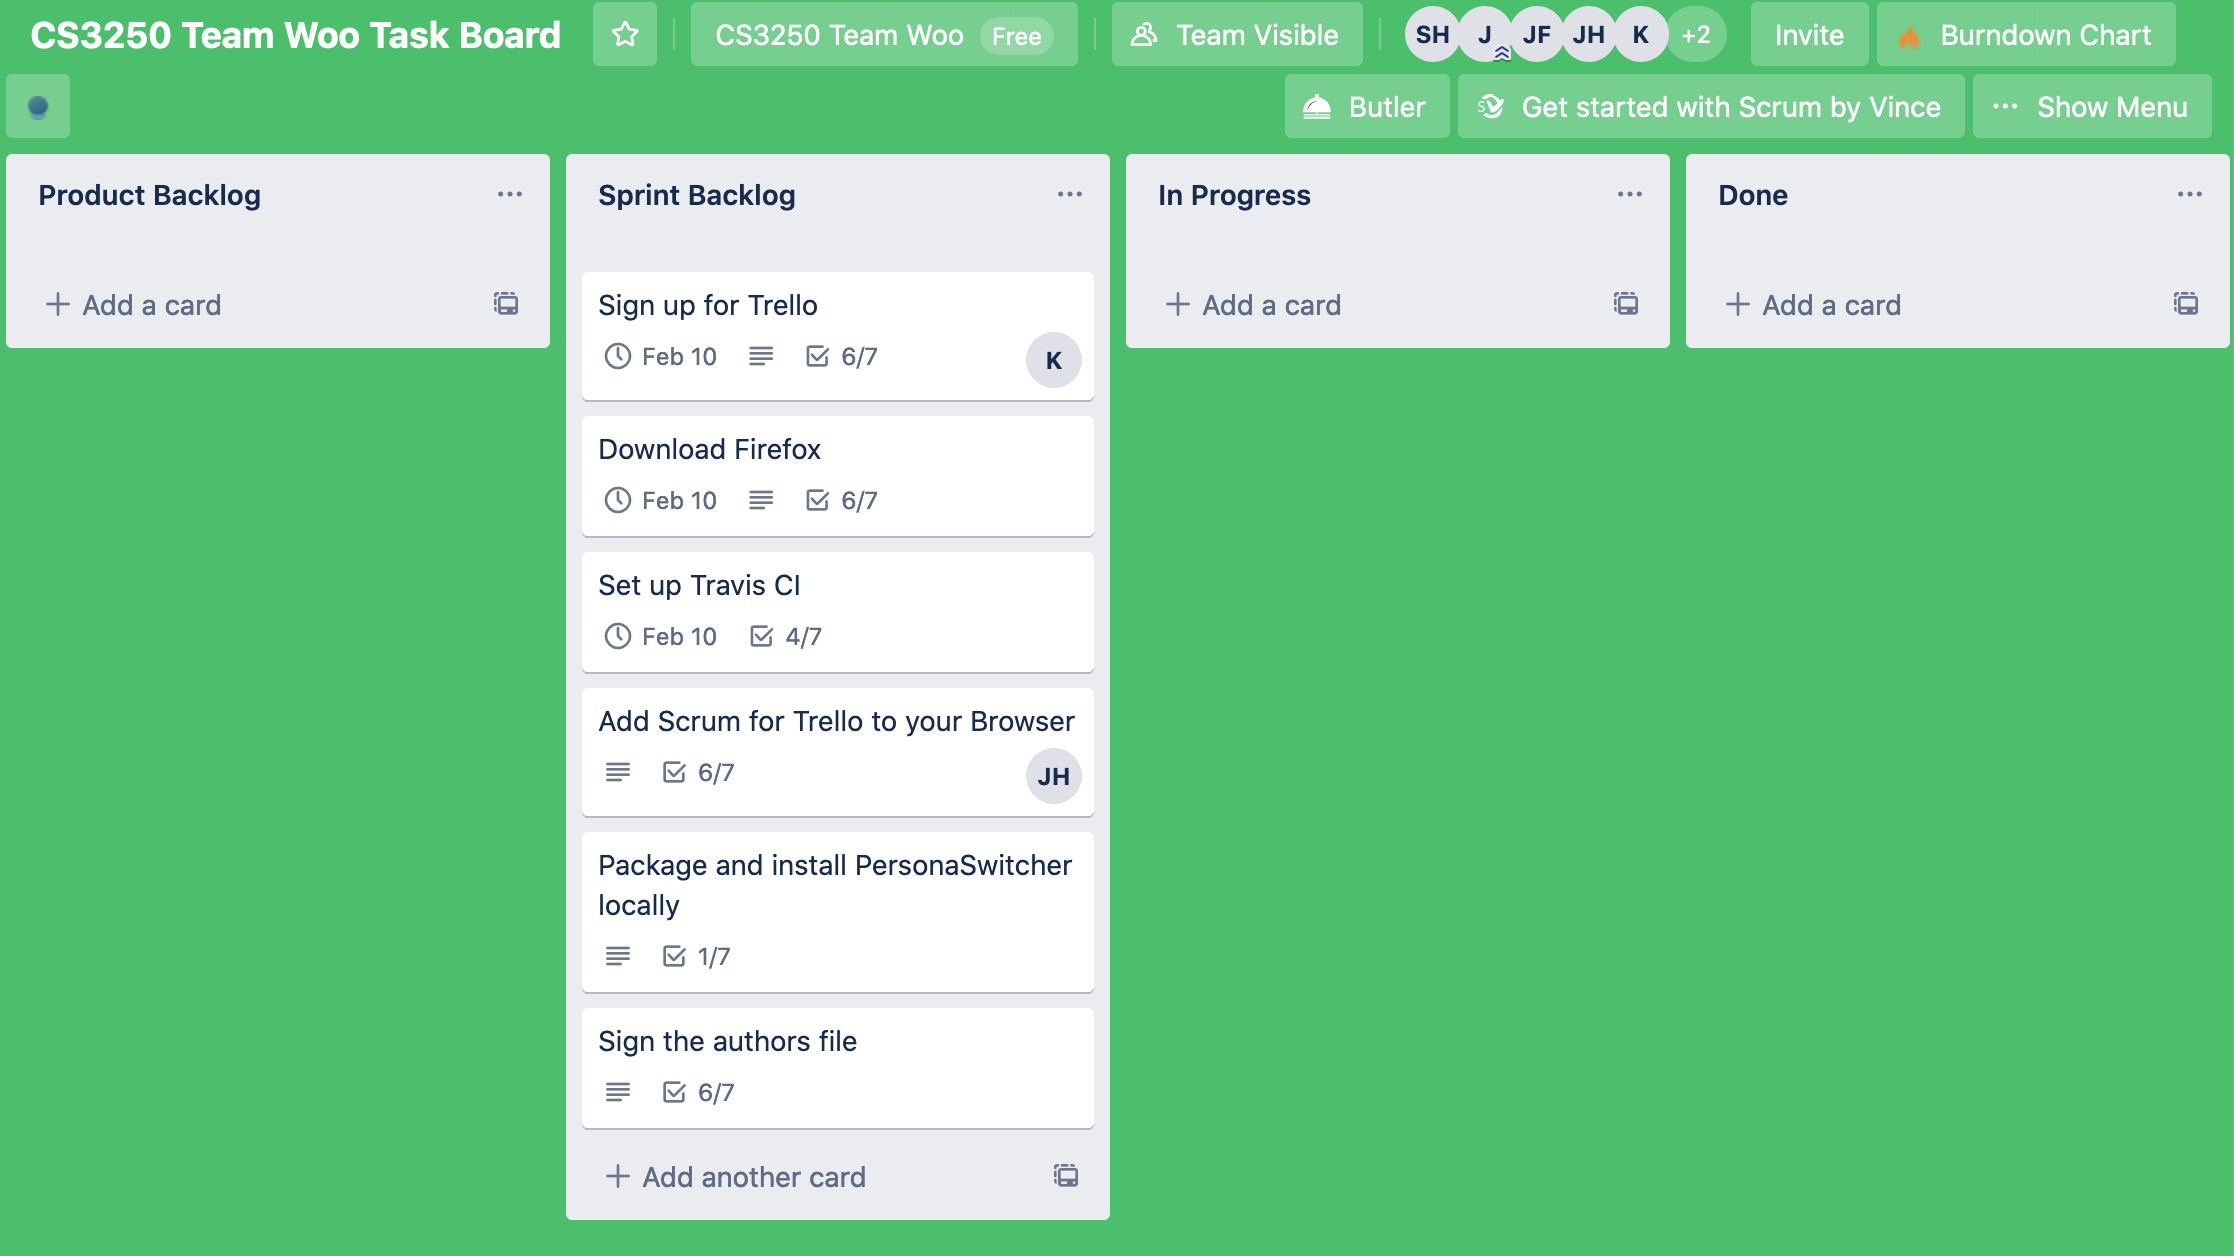 CS3250 Team Woo Task Board
CS3250 Team Woo Free
Team Visible
SH J JF JH K +2
Invite
Burndown Chart
Butler
Get started with Scrum by Vince
Show Menu
Product Backlog
Add a card
Sprint Backlog
Sign up for Trello
Feb 10 6/7
K
Download Firefox
Feb 10 6/7
Set up Travis CI
Feb 10 4/7
Add Scrum for Trello to your Browser
6/7
JH
Package and install PersonaSwitcher
locally
1/7
Sign the authors file
6/7
Add another card
In Progress
Add a card
Done
Add a card